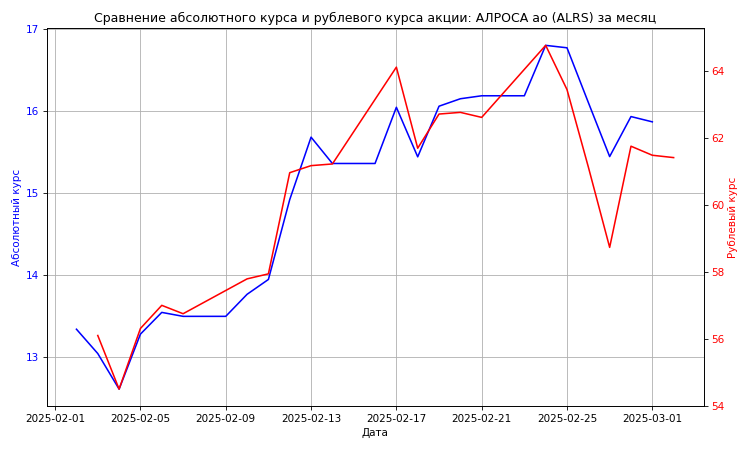 Сравнение абсолютного курса и рублевого курса акции: АЛРОСА ао (ALRS) за месяц
17
16
15
14
13
Абсолютный курс
64
62
60
58
56
54
Рублевый курс
2025-02-01 2025-02-05 2025-02-09 2025-02-13 2025-02-17 2025-02-21 2025-02-25 2025-03-01
Дата